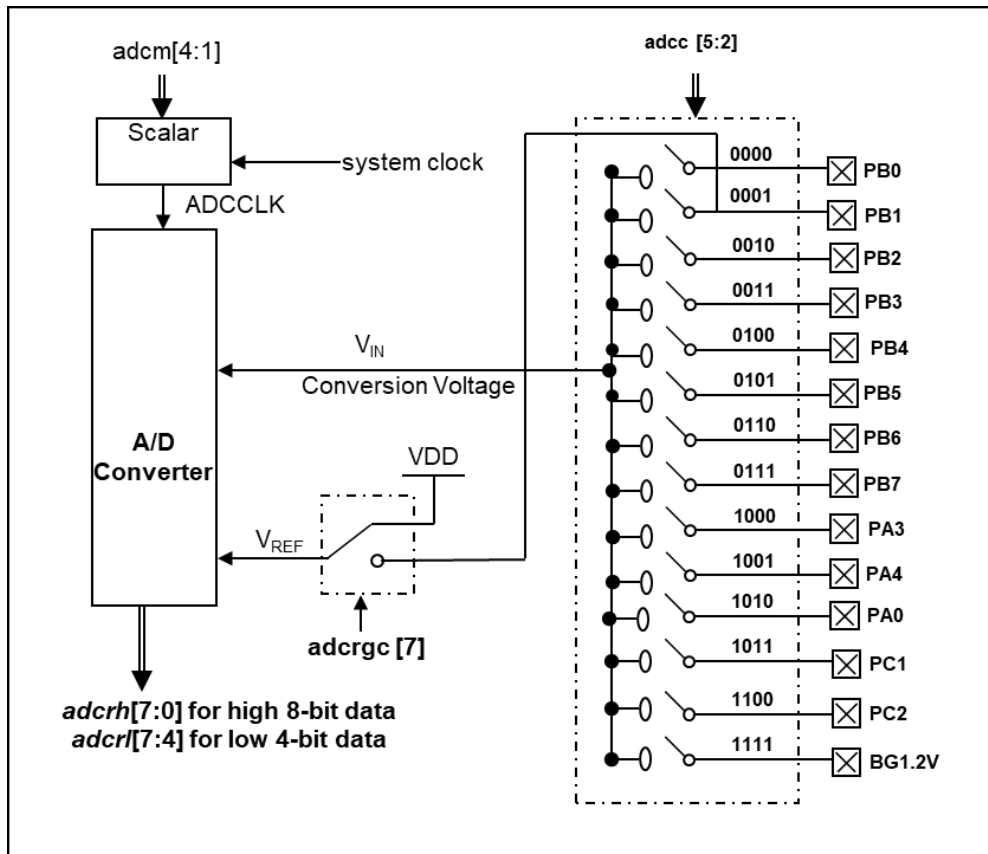 adcm[4:1]
adcc [5:2]
Scalar
system clock
ADCCLK
0000 PB0
0001 PB1
0010 PB2
0011 PB3
0100 PB4
0101 PB5
0110 PB6
0111 PB7
1000 PA3
1001 PA4
1010 PA0
1011 PC1
1100 PC2
1111 BG1.2V
VIN
Conversion Voltage
A/D
Converter
VDD
VREF
adcrgc [7]
adcrh[7:0] for high 8-bit data
adcrl[7:4] for low 4-bit data